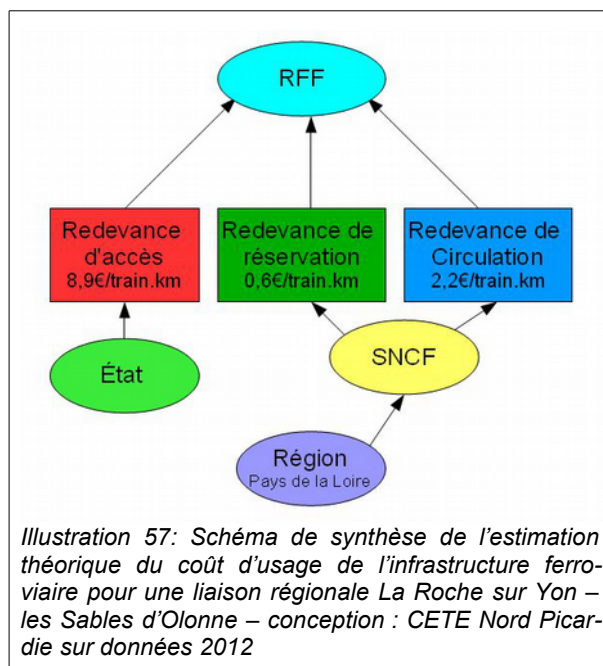 RFF
Redevance
d'accès
8,9€/train.km
Redevance de
réservation
0,6€/train.km
Redevance de
Circulation
2,2€/train.km
État
SNCF
Région
Pays de la Loire
Illustration 57: Schéma de synthèse de l'estimation
théorique du coût d'usage de l'infrastructure ferro-
viaire pour une liaison régionale La Roche sur Yon –
les Sables d'Olonne – conception : CETE Nord Picar-
die sur données 2012